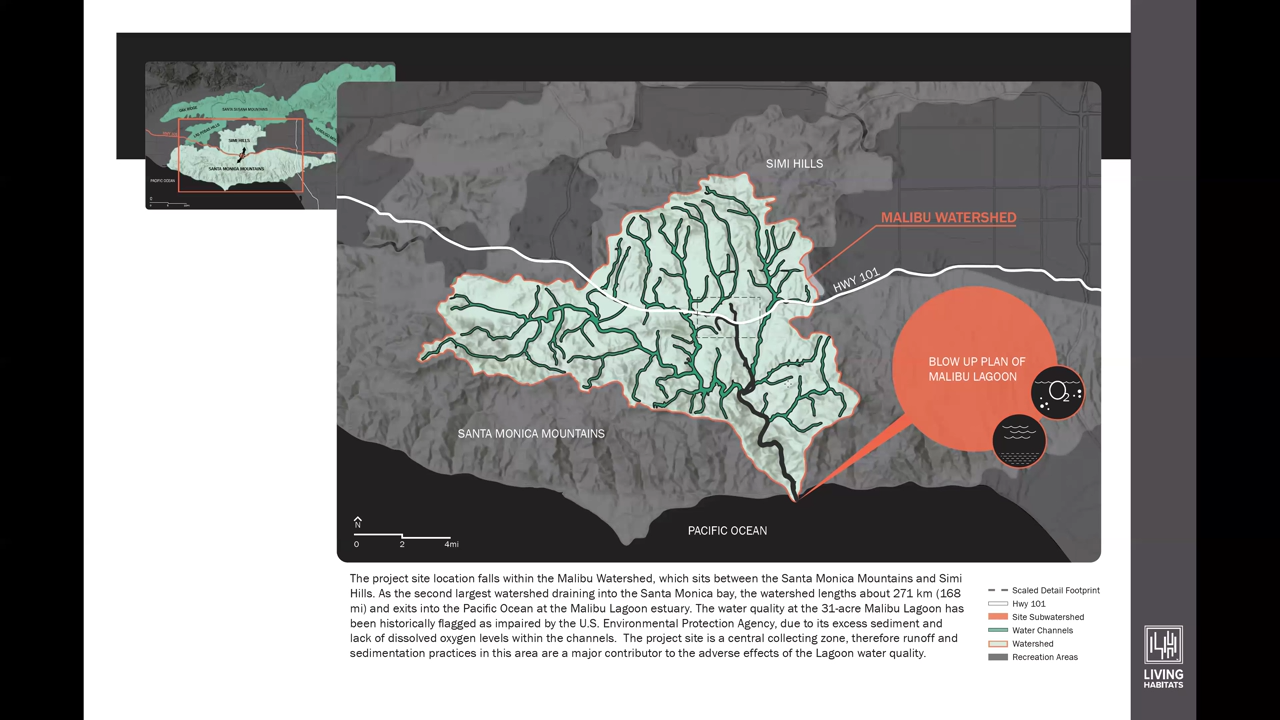 SANTA SUSANA MOUNTAINS
SIMI HILLS
SANTA MONICA MOUNTAINS
PACIFIC OCEAN
SIMI HILLS
MALIBU WATERSHED
HWY 101
BLOW UP PLAN OF
MALIBU LAGOON
O2
SANTA MONICA MOUNTAINS
PACIFIC OCEAN
N
0 2 4mi
The project site location falls within the Malibu Watershed, which sits between the Santa Monica Mountains and Simi
Hills. As the second largest watershed draining into the Santa Monica bay, the watershed lengths about 271 km (168
mi) and exits into the Pacific Ocean at the Malibu Lagoon estuary. The water quality at the 31-acre Malibu Lagoon has
been historically flagged as impaired by the U.S. Environmental Protection Agency, due to its excess sediment and
lack of dissolved oxygen levels within the channels. The project site is a central collecting zone, therefore runoff and
sedimentation practices in this area are a major contributor to the adverse effects of the Lagoon water quality.
Scaled Detail Footprint
Hwy 101
Site Subwatershed
Water Channels
Watershed
Recreation Areas
LIVING
HABITATS